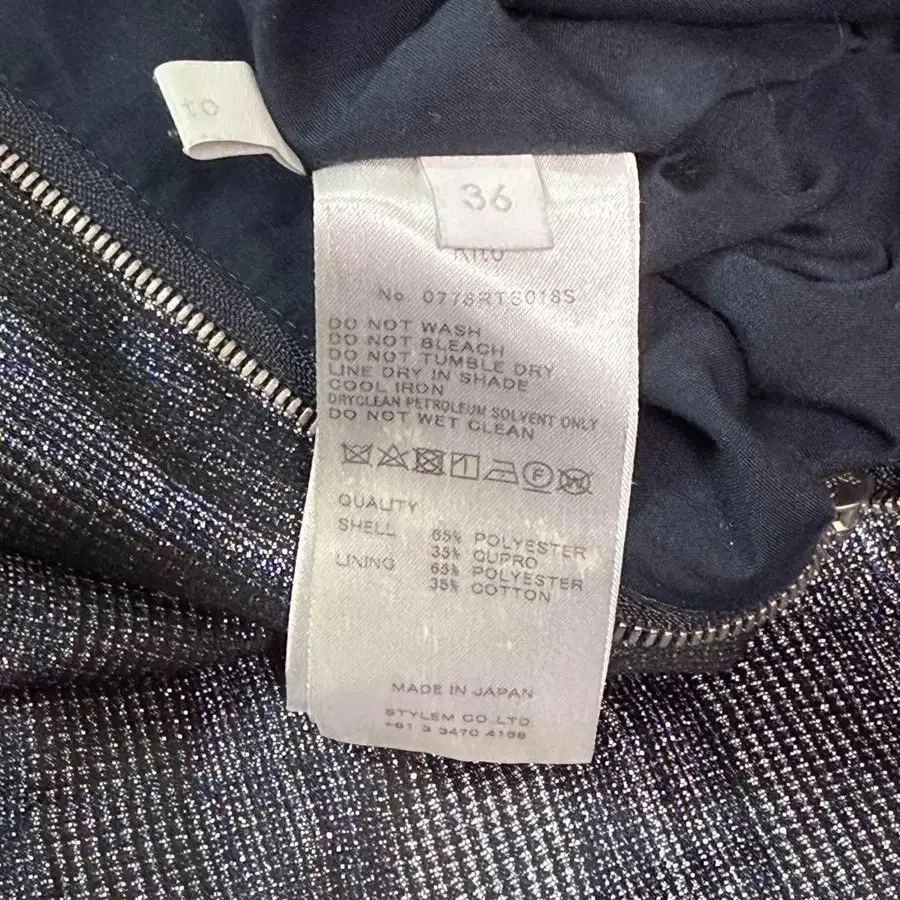 to
36
Kito
No. 0778RTS018S
DO NOT WASH
DO NOT BLEACH
DO NOT TUMBLE DRY
LINE DRY IN SHADE
COOL IRON
DRYCLEAN PETROLEUM SOLVENT ONLY
DO NOT WET CLEAN
F
W
QUALITY
SHELL 65% POLYESTER
35% CUPRO
LINING 65% POLYESTER
35% COTTON
MADE IN JAPAN
STYLEM CO.,LTD.
+81 3 3470 4188